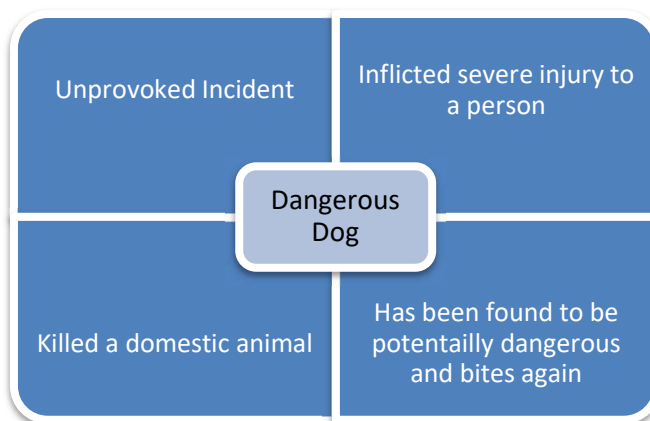 Unprovoked Incident
Inflicted severe injury to
a person
Dangerous
Dog
Killed a domestic animal
Has been found to be
potentailly dangerous
and bites again